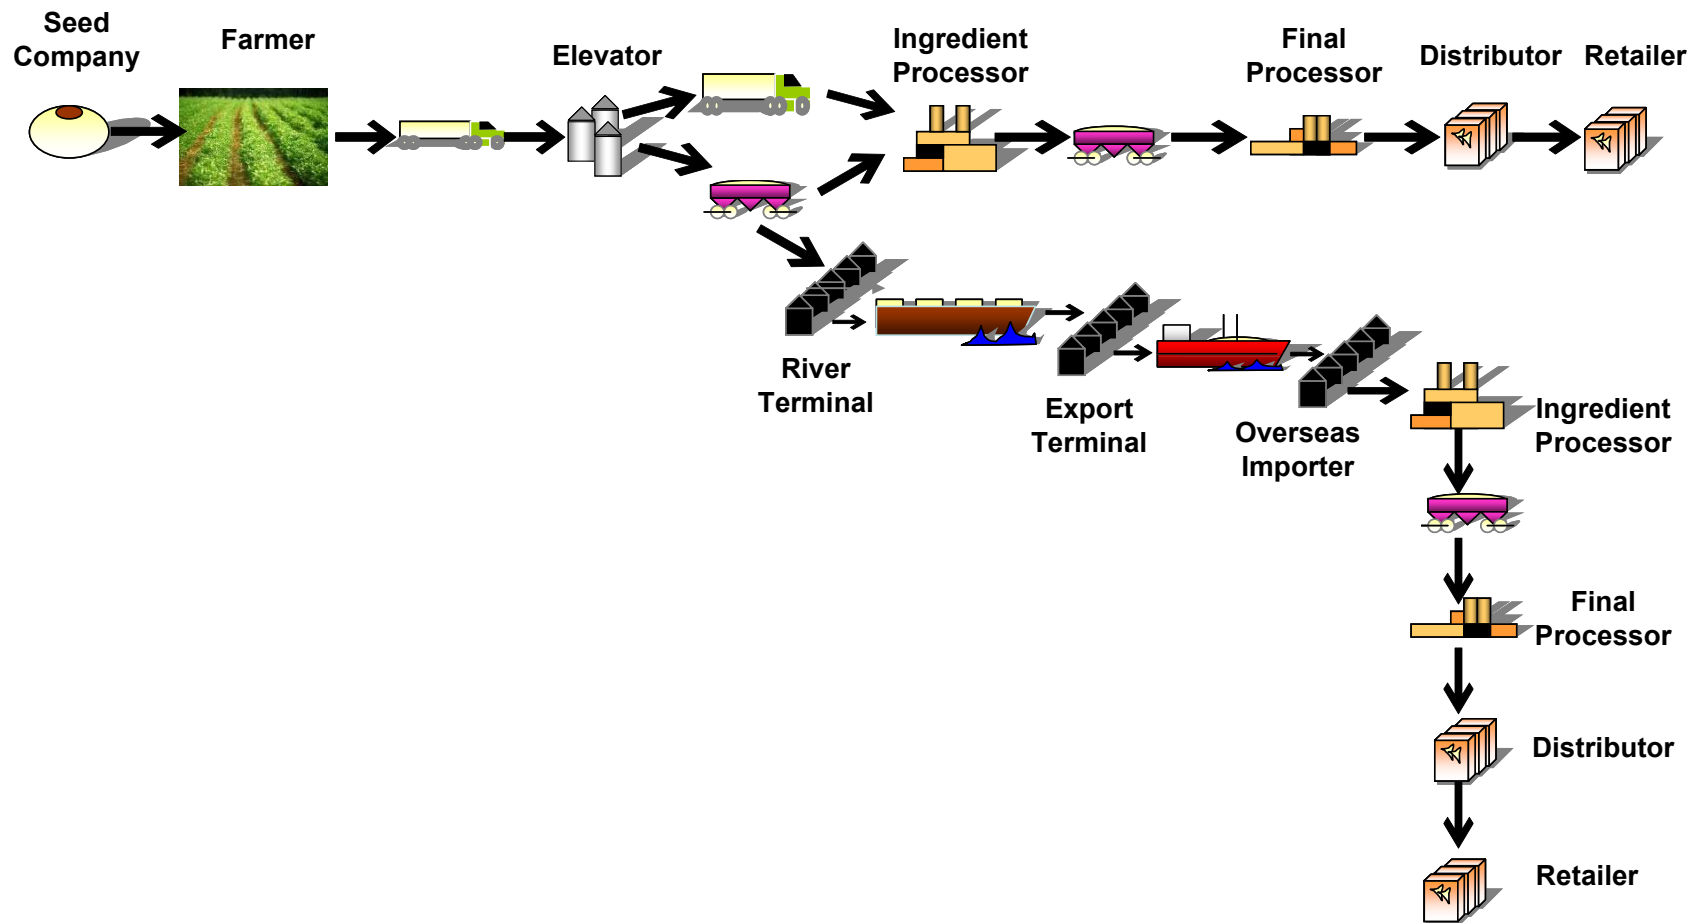 Seed
Company
Farmer
Elevator
Ingredient
Processor
Final
Processor
Distributor
Retailer
River
Terminal
Export
Terminal
Overseas
Importer
Ingredient
Processor
Final
Processor
Distributor
Retailer